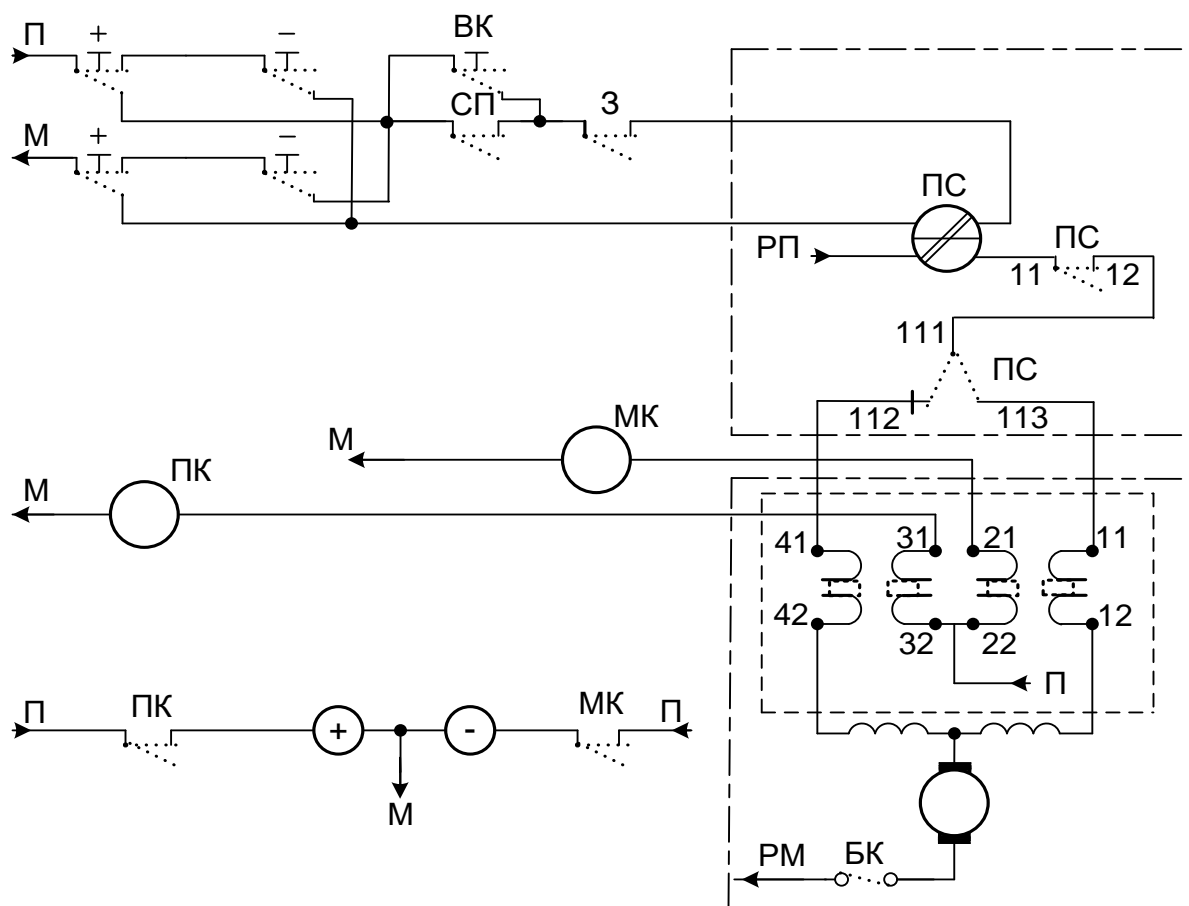 П + - ВК
СП З
М + -
ПС
РП ПС
11 12
111
ПС
112 113
М МК
М ПК
41 31 21 11
42 32 22 12
П
П ПК + - МК П
М
РМ БК